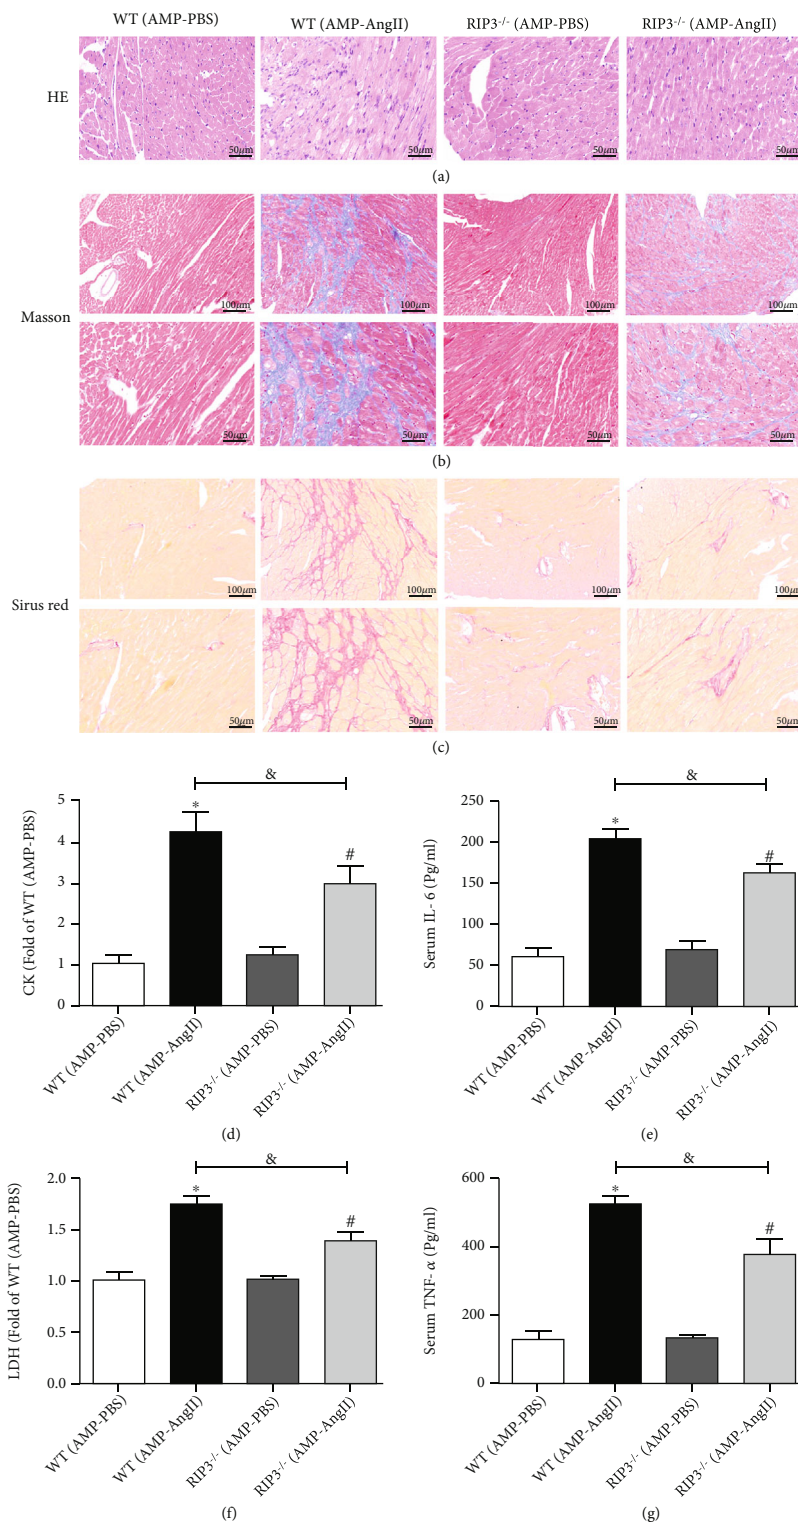 WT (AMP-PBS) WT (AMP-AngII) RIP3-/- (AMP-PBS) RIP3-/- (AMP-AngII)
HE
50μm 50μm 50μm 50μm
(a)
100μm 100μm 100μm 100μm
Masson
50μm 50μm 50μm 50μm
(b)
100μm 100μm 100μm 100μm
Sirus red
50μm 50μm 50μm 50μm
(c)
CK (Fold of WT (AMP-PBS)
5
4
3
2
1
0
&
*
#
WT (AMP-PBS)
WT (AMP-AngII)
RIP3-/- (AMP-PBS)
RIP3-/- (AMP-AngII)
(d)
Serum IL- 6 (Pg/ml)
250
200
150
100
50
0
&
*
#
WT (AMP-PBS)
WT (AMP-AngII)
RIP3-/- (AMP-PBS)
RIP3-/- (AMP-AngII)
(e)
LDH (Fold of WT (AMP-PBS)
2.0
1.5
1.0
0.5
0.0
&
*
#
WT (AMP-PBS)
WT (AMP-AngII)
RIP3-/- (AMP-PBS)
RIP3-/- (AMP-AngII)
(f)
Serum TNF- α (Pg/ml)
600
400
200
0
&
*
#
WT (AMP-PBS)
WT (AMP-AngII)
RIP3-/- (AMP-PBS)
RIP3-/- (AMP-AngII)
(g)